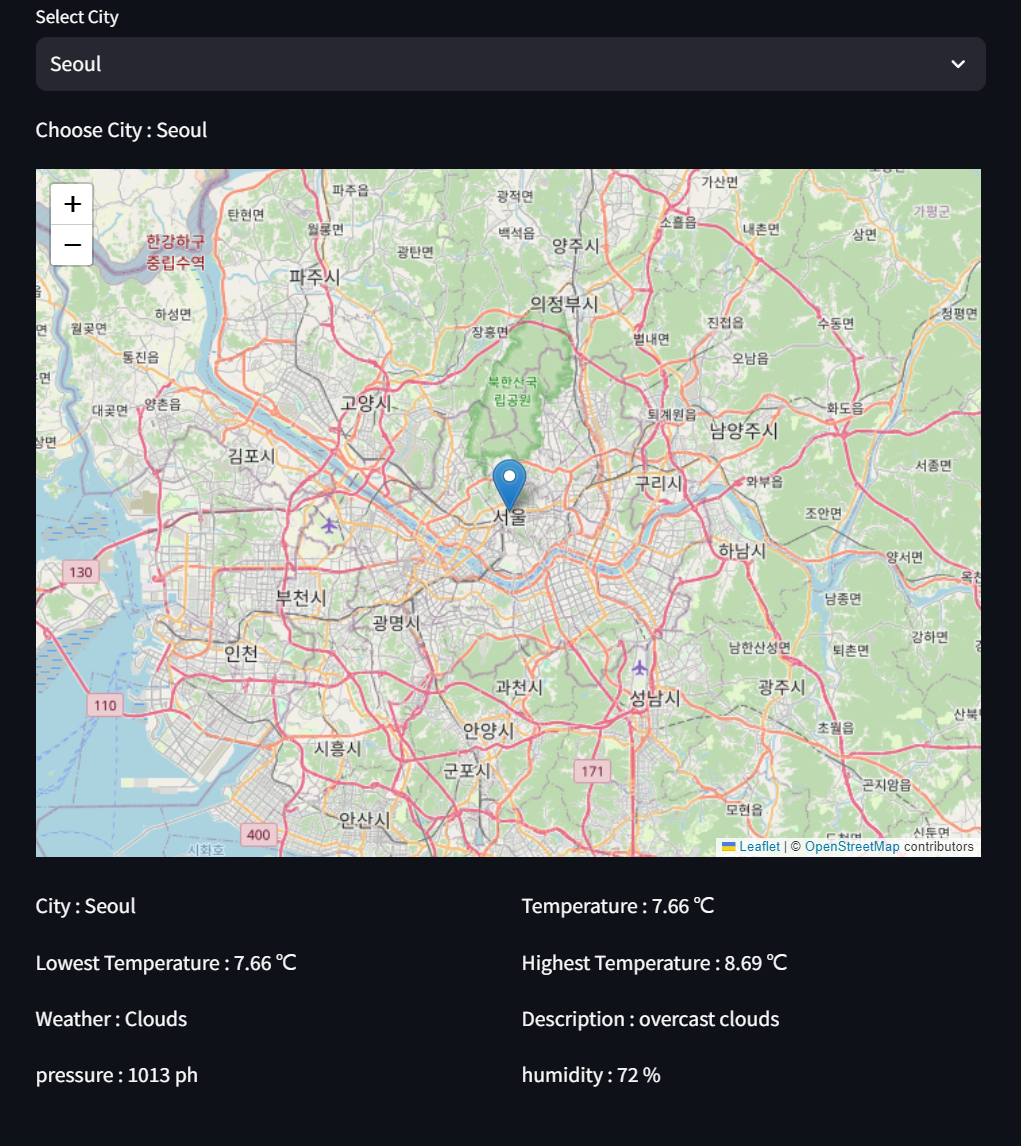 Select City
Seoul
Choose City : Seoul
+
−
파주읍
광적면
가산면
탄현면
월롱면
백석읍
양주시
소흘읍
내촌면
상면
가평군
한강하구
중립수역
광탄면
파주시
의정부시
하성면
월곶면
장흥면
별내면
진접읍
수동면
청평면
통진읍
오남읍
북한산국
립공원
대곶면
양촌읍
고양시
퇴계원읍
화도읍
남양주시
김포시
구리시
와부읍
서종면
서울
조안면
하남시
양서면
130
부천시
남종면
광명시
강하면
인천
남한산성면
퇴촌면
과천시
성남시
광주시
110
안양시
초월읍
시흥시
군포시
171
곤지암읍
안산시
모현읍
400
신둔면
시화호
Leaflet | © OpenStreetMap contributors
City : Seoul
Temperature : 7.66 ℃
Lowest Temperature : 7.66 ℃
Highest Temperature : 8.69 ℃
Weather : Clouds
Description : overcast clouds
pressure : 1013 ph
humidity : 72 %